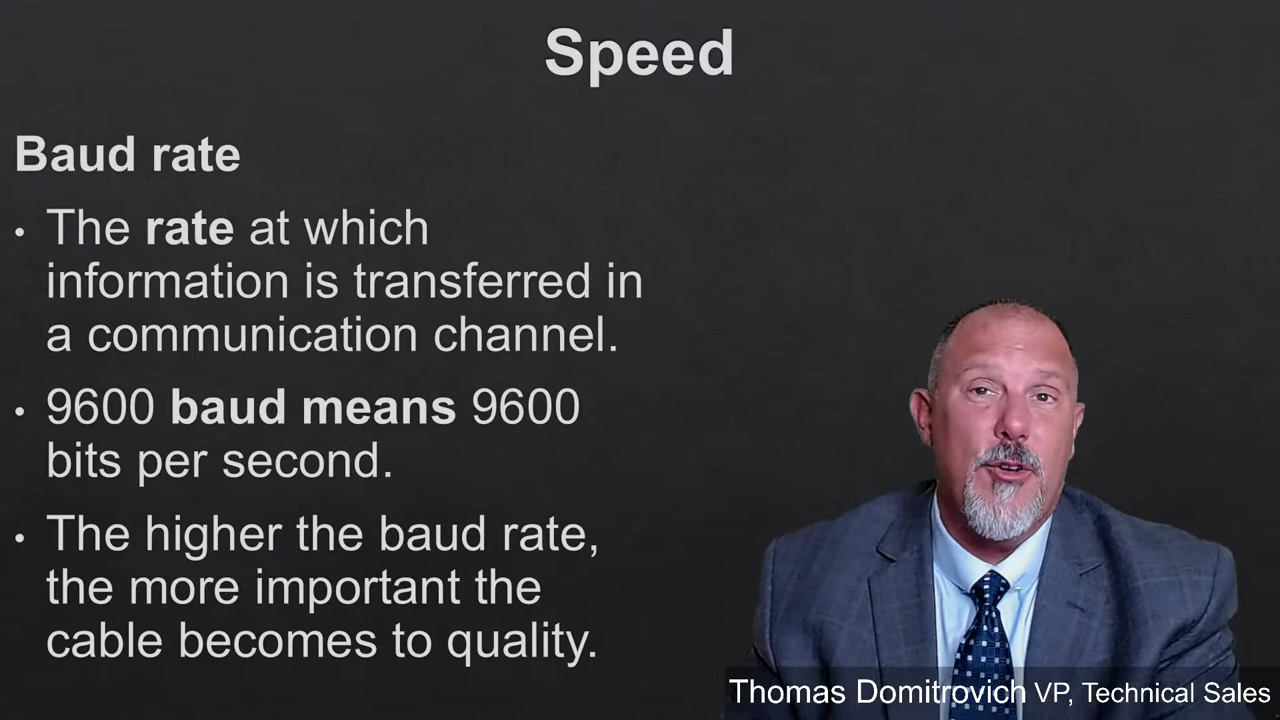 Speed
Baud rate
• The rate at which
information is transferred in
a communication channel.
• 9600 baud means 9600
bits per second.
• The higher the baud rate,
the more important the
cable becomes to quality.
Thomas Domitrovich VP, Technical Sales